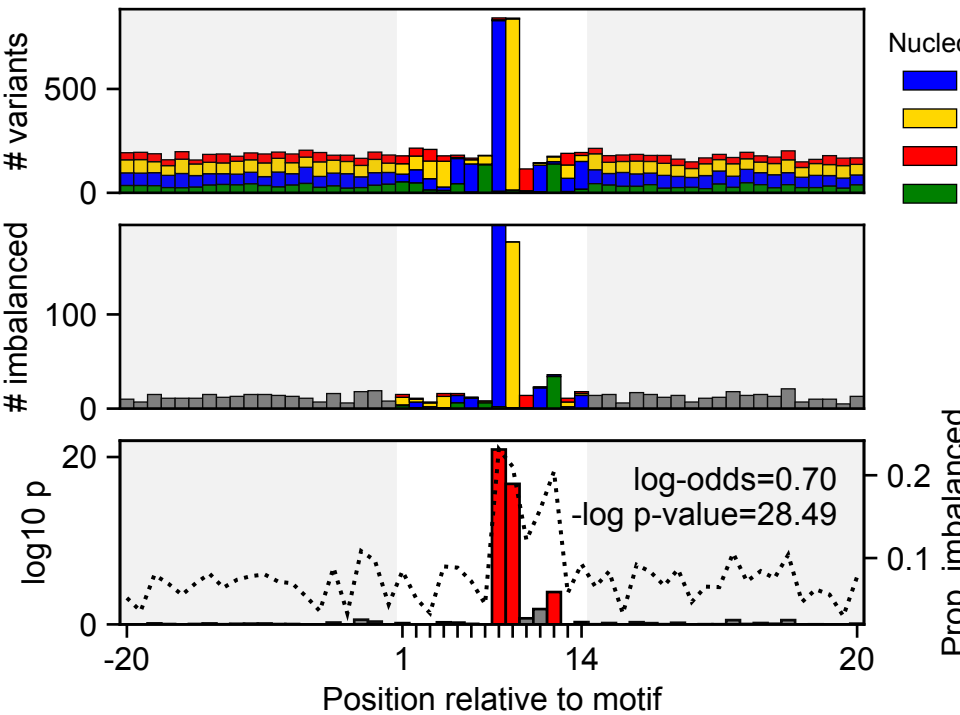 # variants
500
0
Nucleo
# imbalanced
100
0
log10 p
20
0
log-odds=0.70
-log p-value=28.49
0.2
0.1
Prop. imbalanced
-20
1
14
20
Position relative to motif